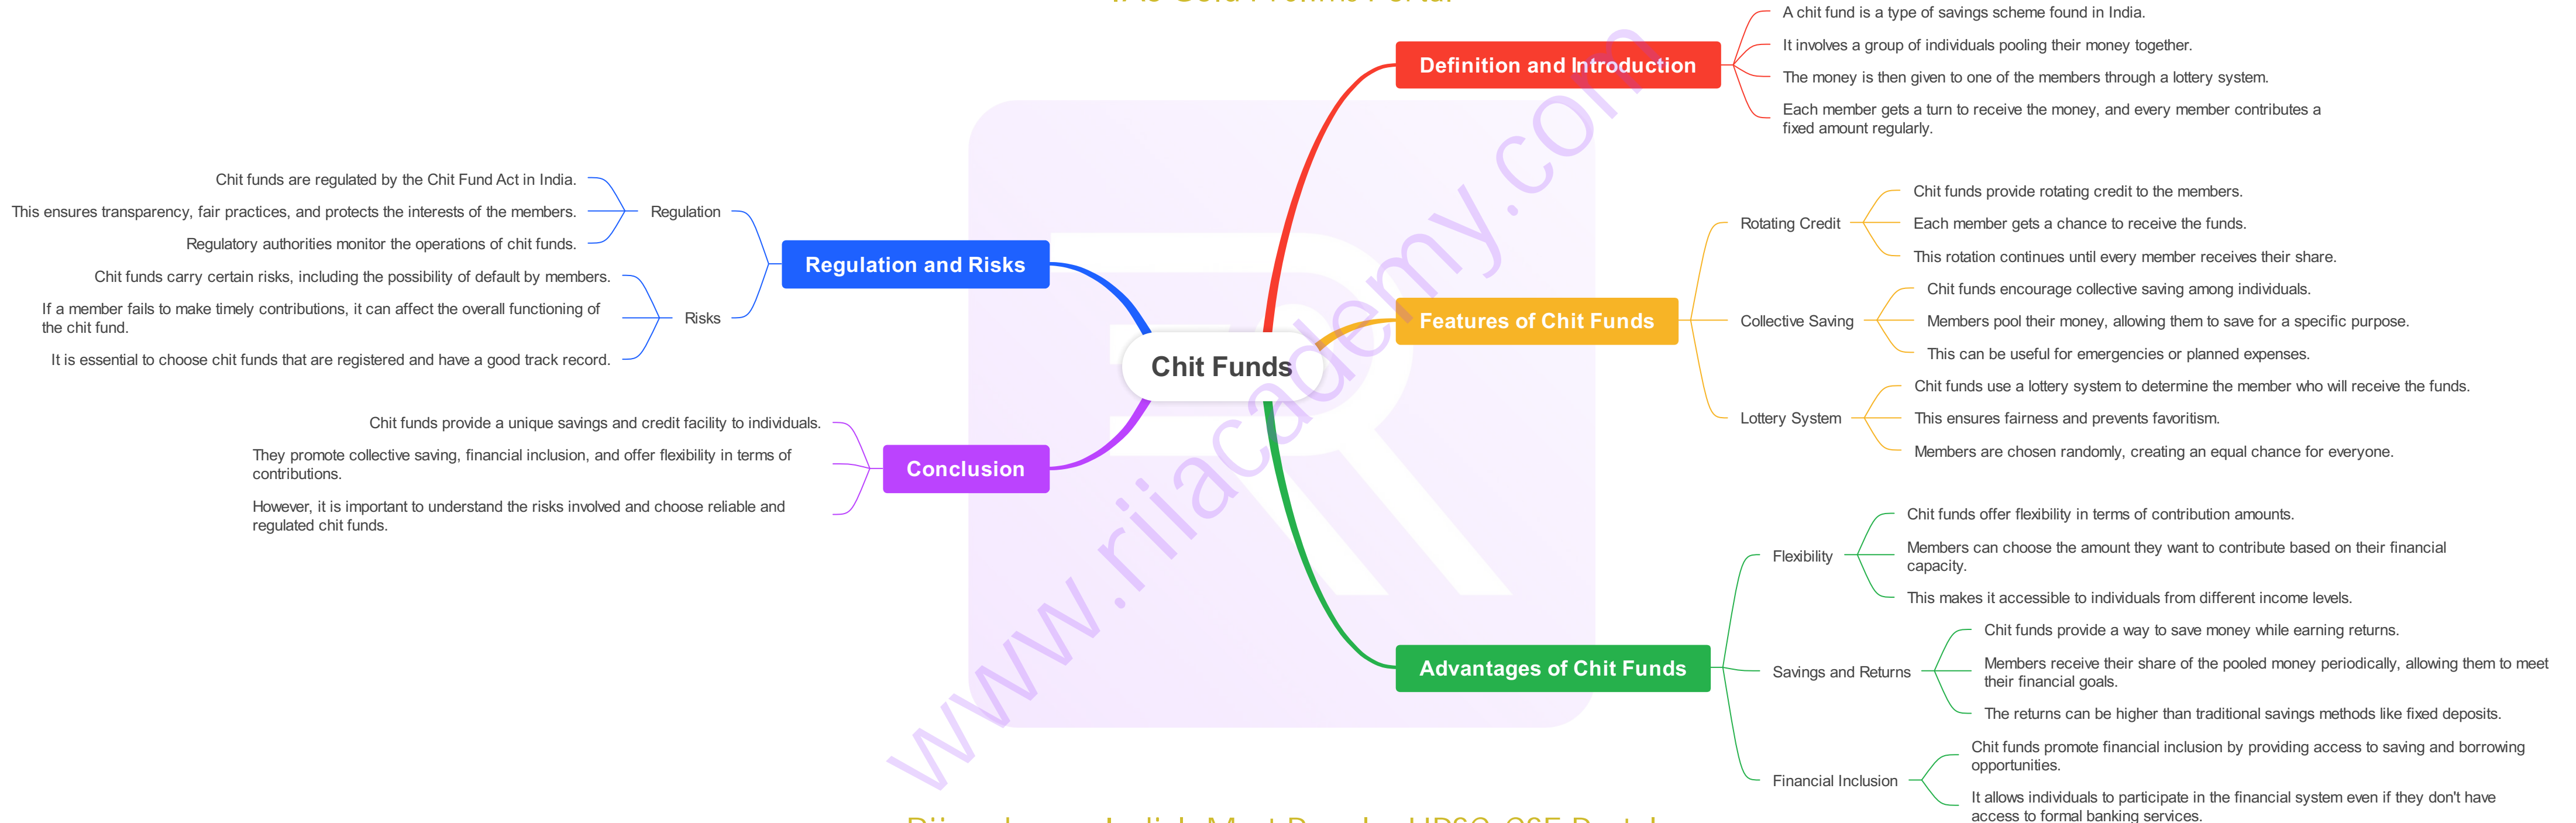 Chit Funds
Definition and Introduction
A chit fund is a type of savings scheme found in India.
It involves a group of individuals pooling their money together.
The money is then given to one of the members through a lottery system.
Each member gets a turn to receive the money, and every member contributes a
fixed amount regularly.
Features of Chit Funds
Rotating Credit
Chit funds provide rotating credit to the members.
Each member gets a chance to receive the funds.
This rotation continues until every member receives their share.
Collective Saving
Chit funds encourage collective saving among individuals.
Members pool their money, allowing them to save for a specific purpose.
This can be useful for emergencies or planned expenses.
Lottery System
Chit funds use a lottery system to determine the member who will receive the funds.
This ensures fairness and prevents favoritism.
Members are chosen randomly, creating an equal chance for everyone.
Advantages of Chit Funds
Flexibility
Chit funds offer flexibility in terms of contribution amounts.
Members can choose the amount they want to contribute based on their financial
capacity.
This makes it accessible to individuals from different income levels.
Savings and Returns
Chit funds provide a way to save money while earning returns.
Members receive their share of the pooled money periodically, allowing them to meet
their financial goals.
The returns can be higher than traditional savings methods like fixed deposits.
Financial Inclusion
Chit funds promote financial inclusion by providing access to saving and borrowing
opportunities.
It allows individuals to participate in the financial system even if they don't have
access to formal banking services.
Regulation and Risks
Regulation
Chit funds are regulated by the Chit Fund Act in India.
This ensures transparency, fair practices, and protects the interests of the members.
Regulatory authorities monitor the operations of chit funds.
Risks
Chit funds carry certain risks, including the possibility of default by members.
If a member fails to make timely contributions, it can affect the overall functioning of
the chit fund.
It is essential to choose chit funds that are registered and have a good track record.
Conclusion
Chit funds provide a unique savings and credit facility to individuals.
They promote collective saving, financial inclusion, and offer flexibility in terms of
contributions.
However, it is important to understand the risks involved and choose reliable and
regulated chit funds.
www.rijacademy.com